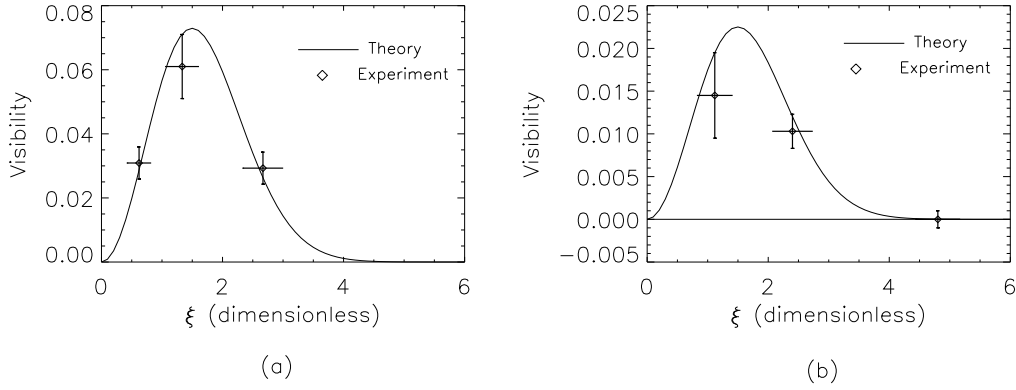 0.08
0.06
0.04
0.02
0.00
Visibility
0 2 4 6
ξ (dimensionless)
Theory
Experiment
(a)
0.025
0.020
0.015
0.010
0.005
0.000
−0.005
Visibility
0 2 4 6
ξ (dimensionless)
Theory
Experiment
(b)